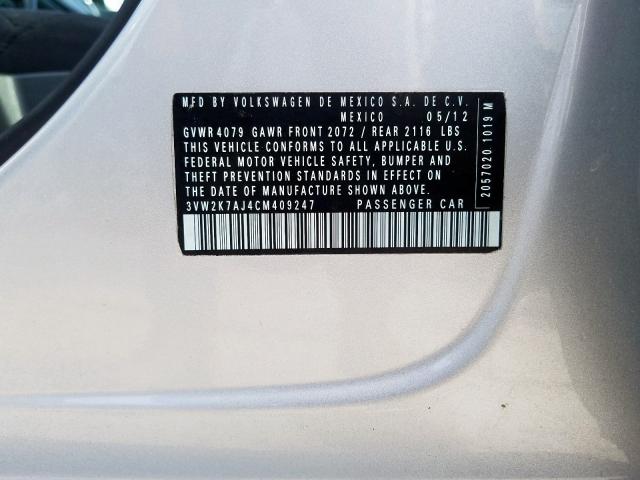 MFD BY VOLKSWAGEN DE MEXICO S.A. DE C.V.
MEXICO 05/12
GVWR 4079 GAWR FRONT 2072 / REAR 2116 LBS
THIS VEHICLE CONFORMS TO ALL APPLICABLE U.S.
FEDERAL MOTOR VEHICLE SAFETY, BUMPER AND
THEFT PREVENTION STANDARDS IN EFFECT ON
THE DATE OF MANUFACTURE SHOWN ABOVE.
3VW2K7AJ4CM409247 PASSENGER CAR
2057020.1019 M